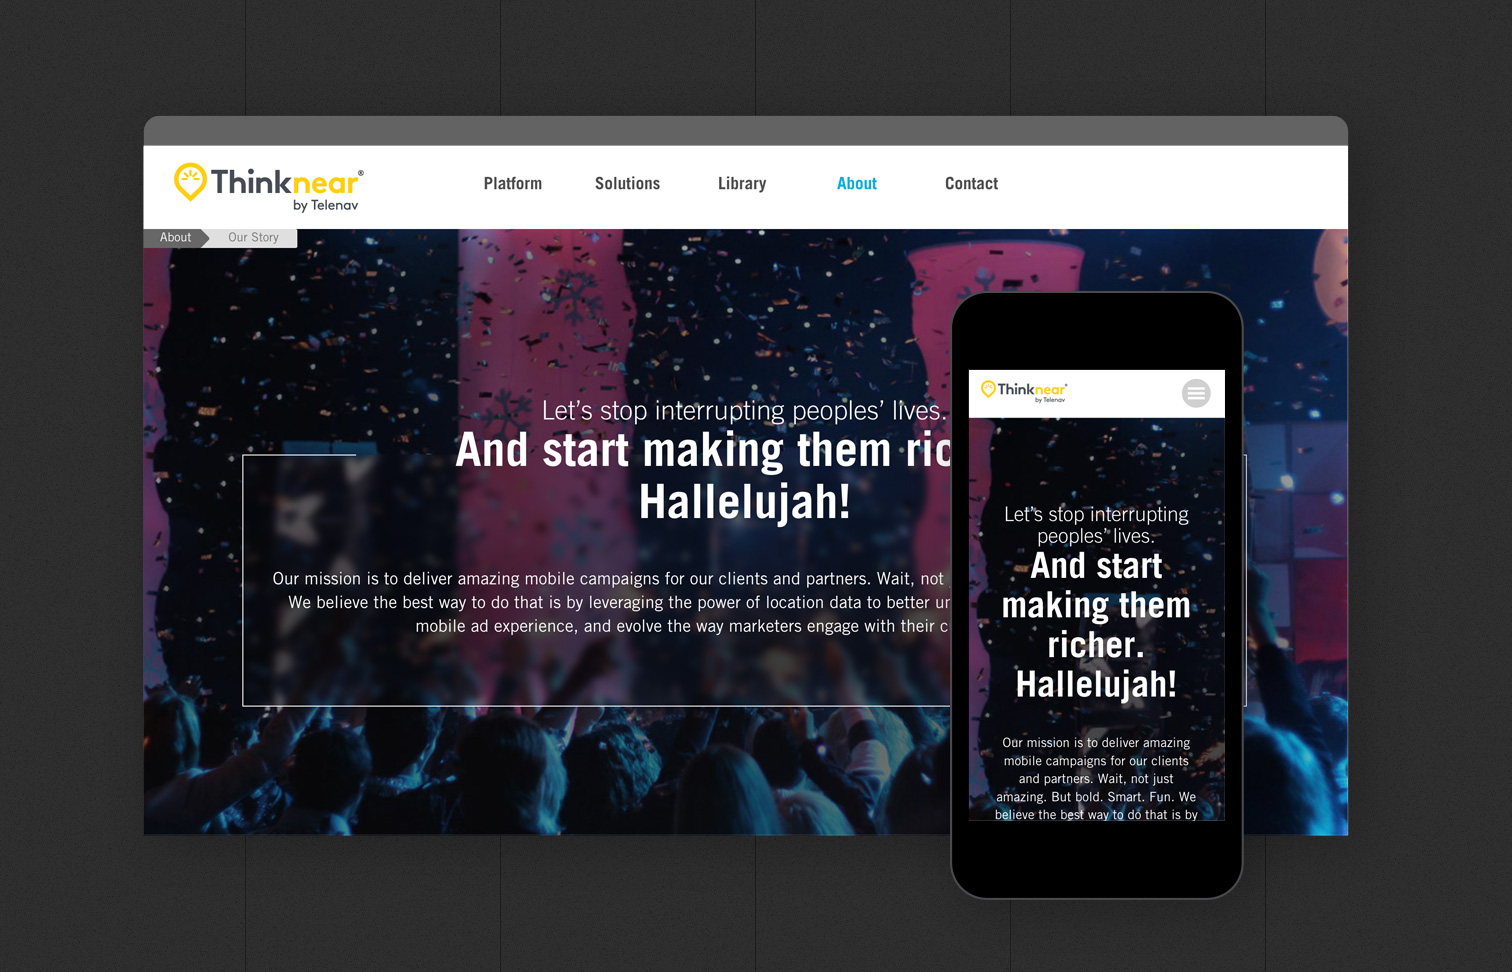 Thinknear®
by Telenav
Platform Solutions Library About Contact
About Our Story
Let’s stop interrupting peoples’ lives.
And start making them ric
Hallelujah!
Our mission is to deliver amazing mobile campaigns for our clients and partners. Wait, not
We believe the best way to do that is by leveraging the power of location data to better un
mobile ad experience, and evolve the way marketers engage with their c
Thinknear®
by Telenav
Let’s stop interrupting
peoples’ lives.
And start
making them
richer.
Hallelujah!
Our mission is to deliver amazing
mobile campaigns for our clients
and partners. Wait, not just
amazing. But bold. Smart. Fun. We
believe the best way to do that is by